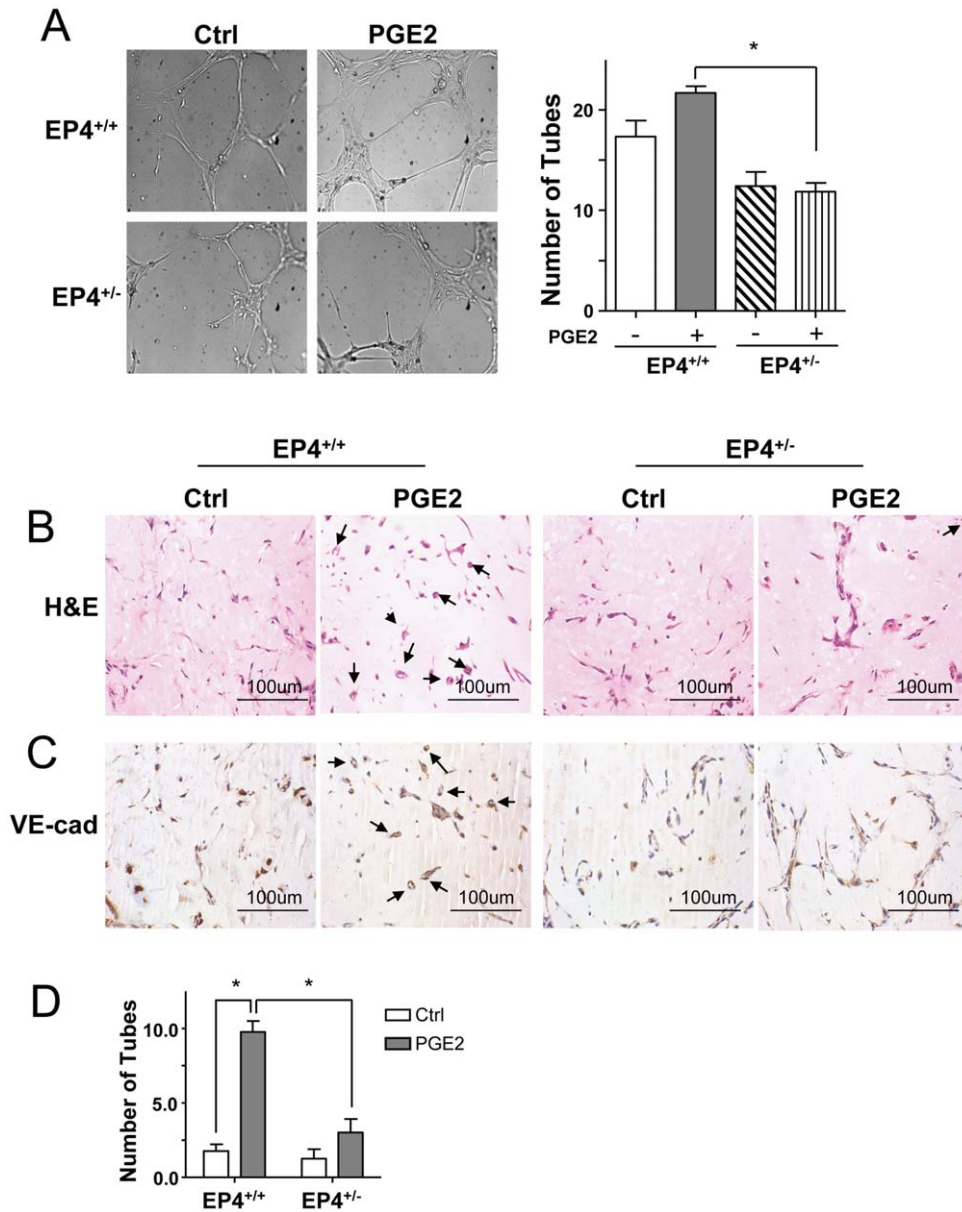 A
Ctrl PGE2
EP4+/+
EP4+/-
Number of Tubes
20
10
0
*
PGE2 - + - +
EP4+/+ EP4+/-
EP4+/+ EP4+/-
Ctrl PGE2 Ctrl PGE2
B
H&E
100um 100um 100um 100um
C
VE-cad
100um 100um 100um 100um
D
Number of Tubes
10.0
5.0
0.0
* *
Ctrl
PGE2
EP4+/+ EP4+/-